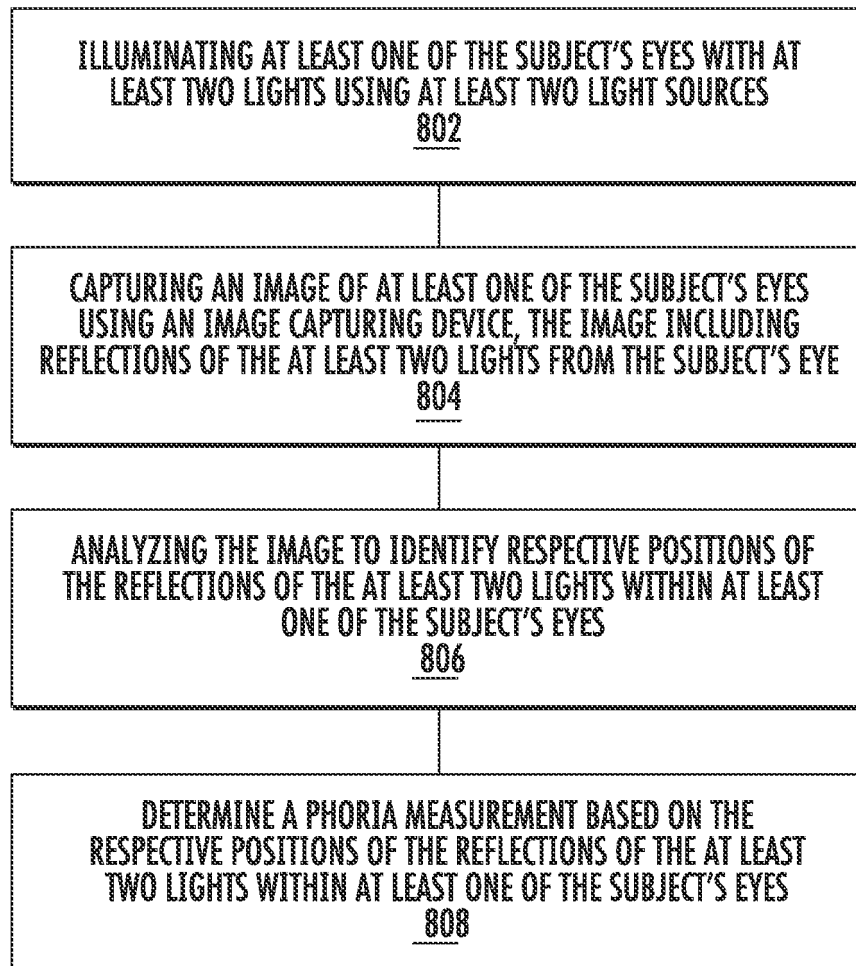 ILLUMINATING AT LEAST ONE OF THE SUBJECT'S EYES WITH AT
LEAST TWO LIGHTS USING AT LEAST TWO LIGHT SOURCES
802
CAPTURING AN IMAGE OF AT LEAST ONE OF THE SUBJECT'S EYES
USING AN IMAGE CAPTURING DEVICE, THE IMAGE INCLUDING
REFLECTIONS OF THE AT LEAST TWO LIGHTS FROM THE SUBJECT'S EYE
804
ANALYZING THE IMAGE TO IDENTIFY RESPECTIVE POSITIONS OF
THE REFLECTIONS OF THE AT LEAST TWO LIGHTS WITHIN AT LEAST
ONE OF THE SUBJECT'S EYES
806
DETERMINE A PHORIA MEASUREMENT BASED ON THE
RESPECTIVE POSITIONS OF THE REFLECTIONS OF THE AT LEAST
TWO LIGHTS WITHIN AT LEAST ONE OF THE SUBJECT'S EYES
808